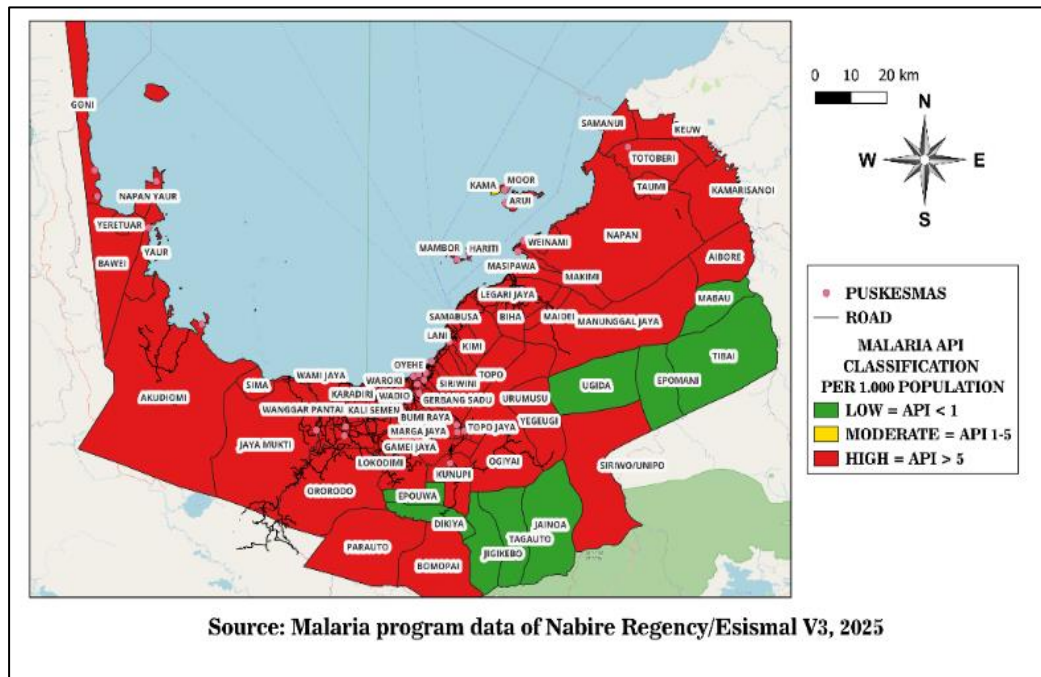 GONI
NAPAN YAUR
YERETUAR
BAWEI
YAUR
AKUDIOMI
SAMANUI
KEUW
TOTOBERI
TAUMI
KAMARISANOI
KAMA
MOOR
ARUI
NAPAN
MAMBOR
HARITI
WEINAMI
MASIPAWA
MAKIMI
AIBORE
LEGARI JAYA
MABAU
SAMABUSA
BIHA
MAIDEI
MANUNGGAL JAYA
LANI
KIMI
TIBAI
OYEHE
TOPO
EPOMANI
UGIDA
WAMI JAYA
WAROKI
SIRIWINI
SIMA
KARADIRI
WADIO
GERBANG SADU
URUMUSU
WANGGAR PANTAI
KALI SEMEN
BUMI RAYA
YEGEUGI
MARGA JAYA
TOPO JAYA
JAYA MUKTI
GAMEI JAYA
LOKODIMI
OGIYAI
SIRIWO/UNIPO
KUNUPI
ORORODO
EPOUWA
DIKIYA
JAINOA
TAGAUTO
PARAUTO
JIGIKEBO
BOMOPAI
0 10 20 km
N
W E
S
PUSKESMAS
ROAD
MALARIA API
CLASSIFICATION
PER 1.000 POPULATION
LOW = API < 1
MODERATE = API 1-5
HIGH = API > 5
Source: Malaria program data of Nabire Regency/Esismal V3, 2025